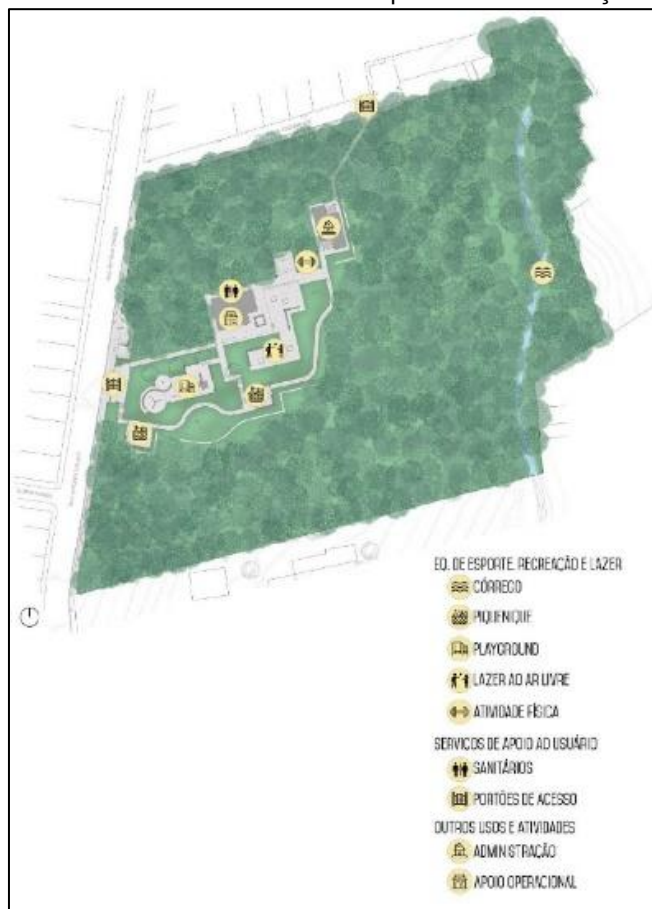 EQ. DE ESPORTE, RECREAÇÃO E LAZER
CÓRREGO
PIQUENIQUE
PLAYGROUND
LAZER AO AR LIVRE
ATIVIDADE FÍSICA
SERVIÇOS DE APOIO AO USUÁRIO
SANITÁRIOS
PORTÕES DE ACESSO
OUTROS USOS E ATIVIDADES
ADMINISTRAÇÃO
APOIO OPERACIONAL